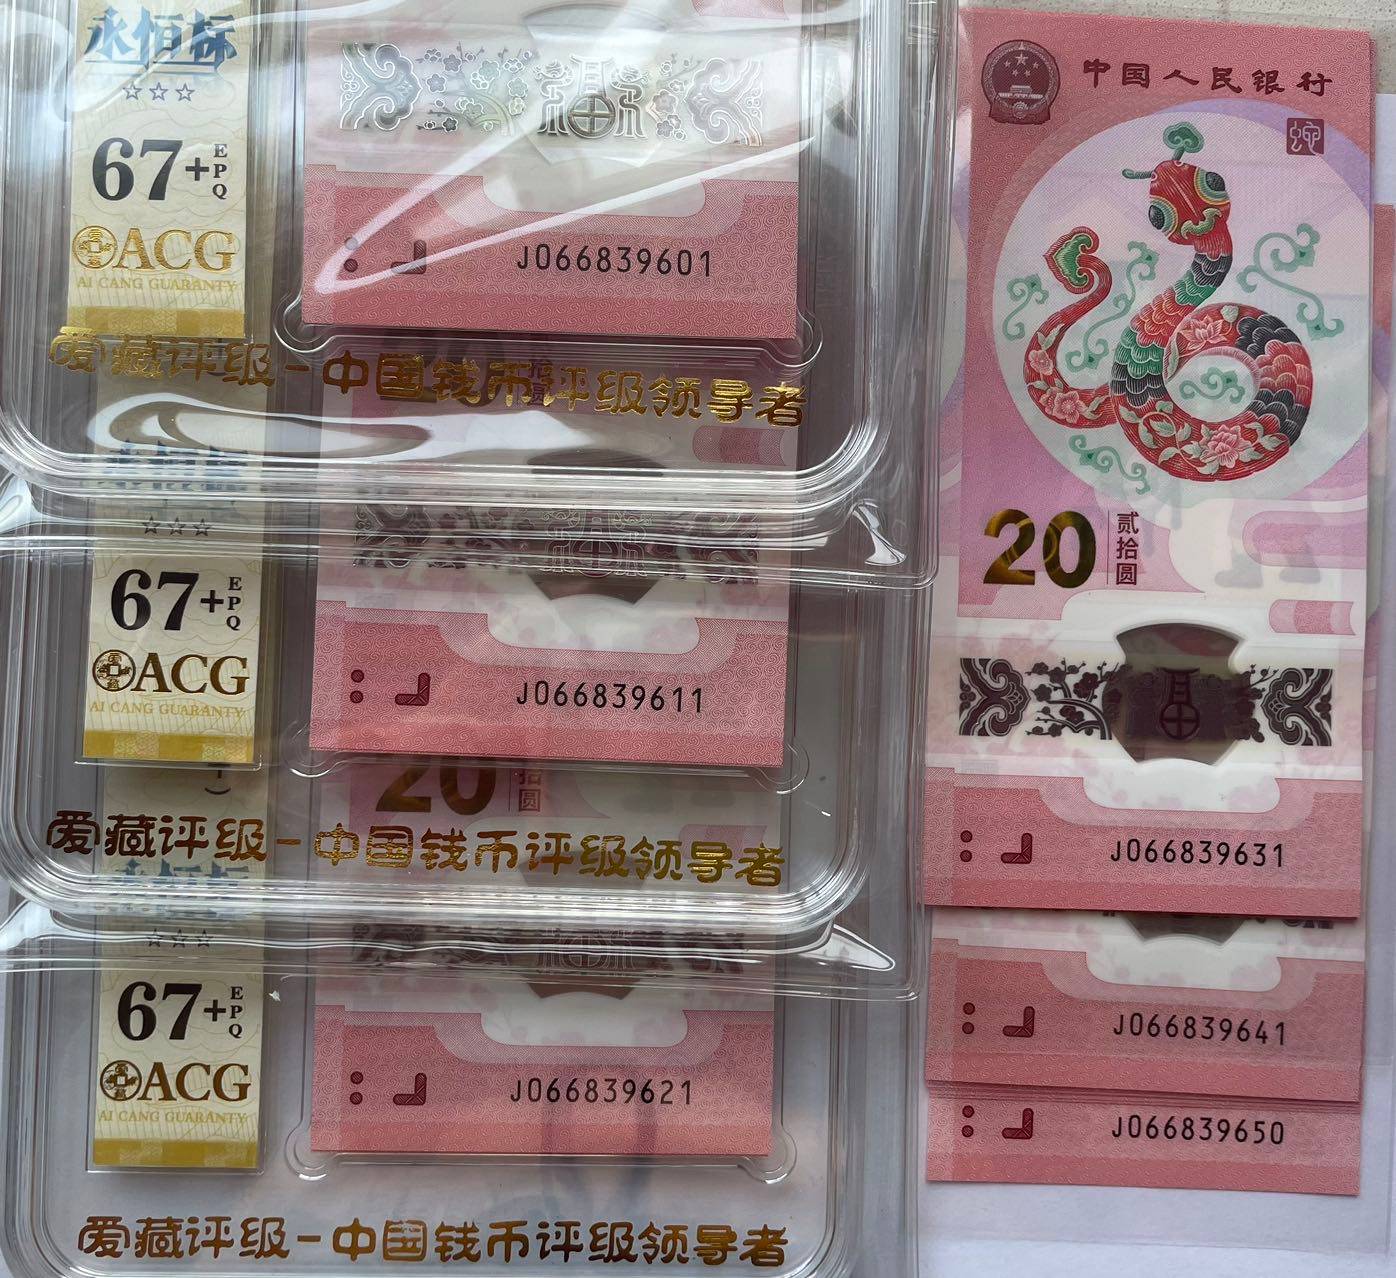 永恒标
☆☆☆
67+EPQ
ACG
AI CANG GUARANTY
J066839601
爱藏评级-中国钱币评级领导者
拾圆
☆☆☆
67+EPQ
ACG
AI CANG GUARANTY
J066839611
20
拾圆
爱藏评级-中国钱币评级领导者
☆☆☆
67+EPQ
ACG
AI CANG GUARANTY
J066839621
爱藏评级-中国钱币评级领导者
中国人民银行
20
贰拾圆
J066839631
J066839641
J066839650